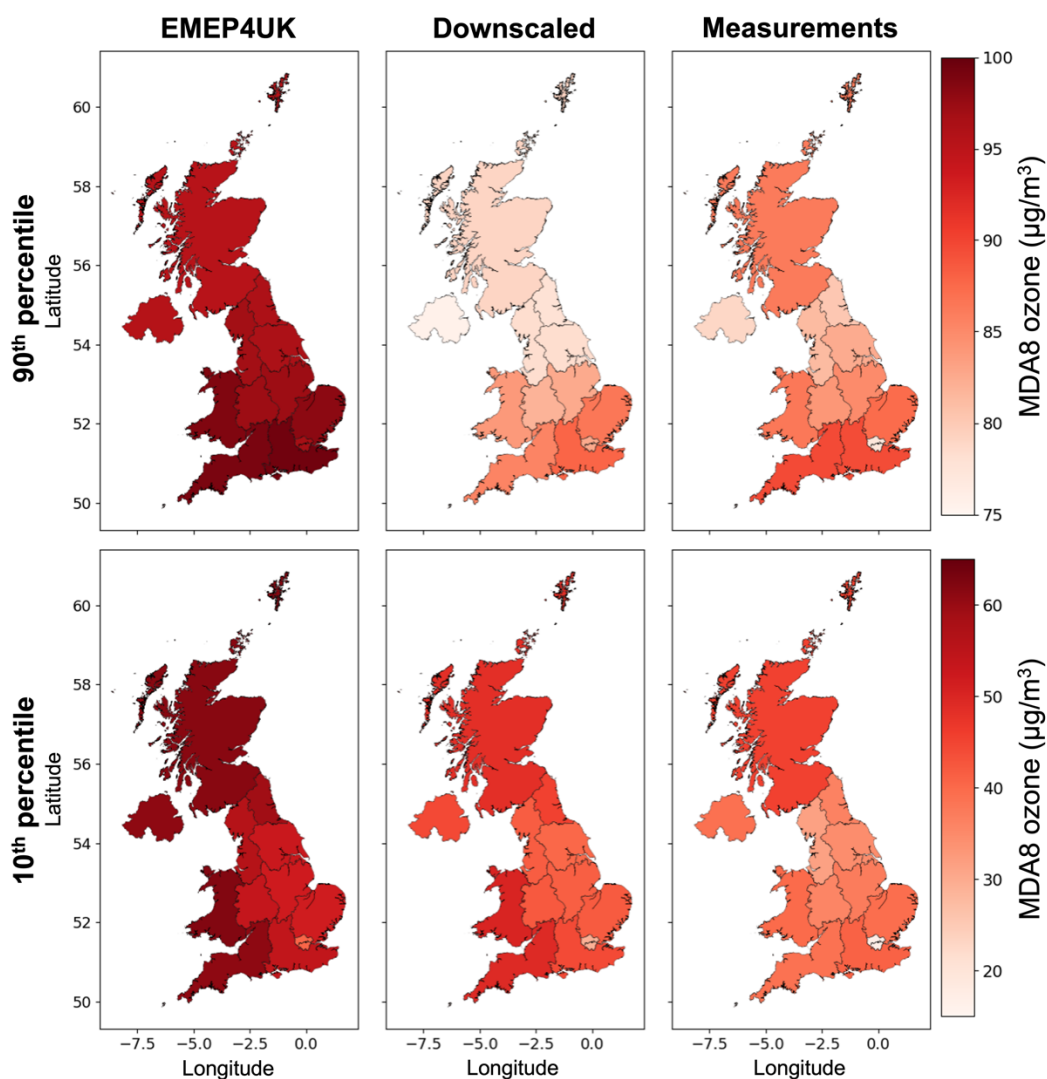 EMEP4UK Downscaled Measurements
90th percentile
Latitude
60
58
56
54
52
50
100
95
90
85
80
75
MDA8 ozone (µg/m³)
10th percentile
Latitude
60
58
56
54
52
50
60
50
40
30
20
MDA8 ozone (µg/m³)
−7.5 −5.0 −2.5 0.0 −7.5 −5.0 −2.5 0.0 −7.5 −5.0 −2.5 0.0
Longitude Longitude Longitude